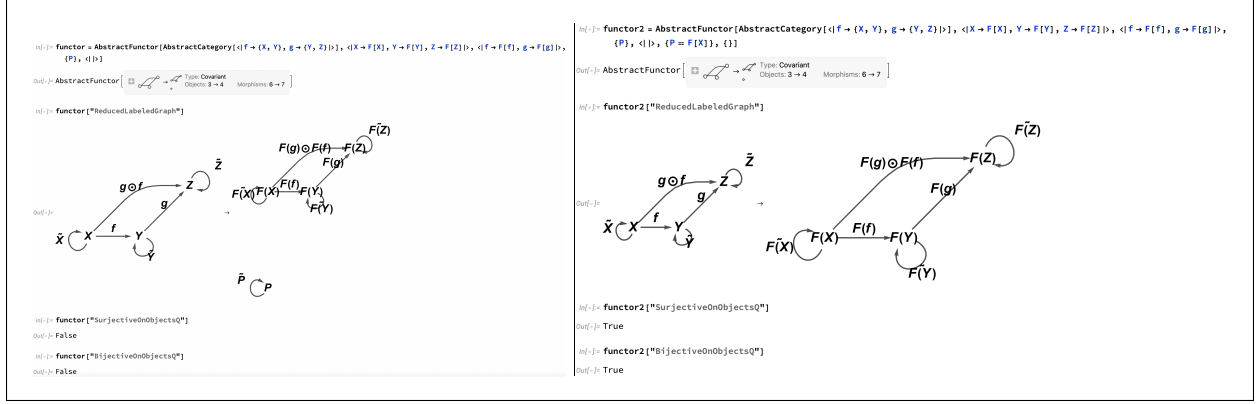 In[-]:= functor = AbstractFunctor[AbstractCategory[<|f → {X, Y}, g → {Y, Z}|>], <|X → F[X], Y → F[Y], Z → F[Z]|>, <|f → F[f], g → F[g]|>,
{P}, <||>]
Out[-]= AbstractFunctor[ Type: Covariant
Objects: 3 → 4 Morphisms: 6 → 7 ]
In[-]:= functor["ReducedLabeledGraph"]
F(Z̃)
F(g)⊙F(f) F(Z)
F(g)
Z̃
F(X̃) F(X) F(f) F(Y)
g⊙f Z
F(Ỹ)
g
Out[-]= →
X̃ X f Y
Ỹ
P̃ P
In[-]:= functor["SurjectiveOnObjectsQ"]
Out[-]= False
In[-]:= functor["BijectiveOnObjectsQ"]
Out[-]= False
In[-]:= functor2 = AbstractFunctor[AbstractCategory[<|f → {X, Y}, g → {Y, Z}|>], <|X → F[X], Y → F[Y], Z → F[Z]|>, <|f → F[f], g → F[g]|>,
{P}, <||>, {P == F[X]}, {}]
Out[-]= AbstractFunctor[ Type: Covariant
Objects: 3 → 4 Morphisms: 6 → 7 ]
In[-]:= functor2["ReducedLabeledGraph"]
F(Z̃)
F(g)⊙F(f) F(Z)
Z̃
g⊙f Z
F(g)
g
Out[-]= →
X̃ X f Y
Ỹ
F(X̃) F(X) F(f) F(Y)
F(Ỹ)
In[-]:= functor2["SurjectiveOnObjectsQ"]
Out[-]= True
In[-]:= functor2["BijectiveOnObjectsQ"]
Out[-]= True